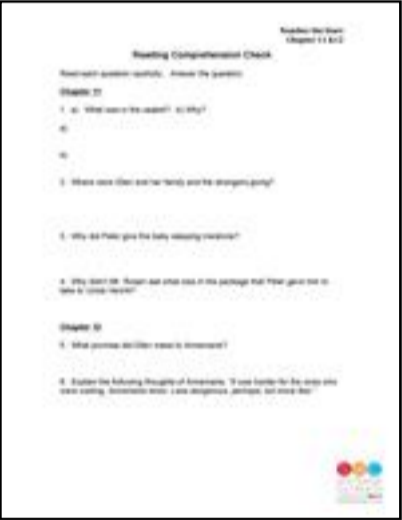 Number the Stars
Chapter 11 & 12
Reading Comprehension Check
Read each question carefully. Answer the question.
Chapter 11
1. a) What was in the casket? b) Why?
a)
b)
2. Where were Ellen and her family and the strangers going?
3. Why did Peter give the baby sleeping medicine?
4. Why didn't Mr. Rosen ask what was in the package that Peter gave him to
take to Uncle Henrik?
Chapter 12
5. What promise did Ellen make to Annemarie?
6. Explain the following thoughts of Annemarie. "It was harder for the ones who
were waiting, Annemarie knew. Less dangerous, perhaps, but more fear."